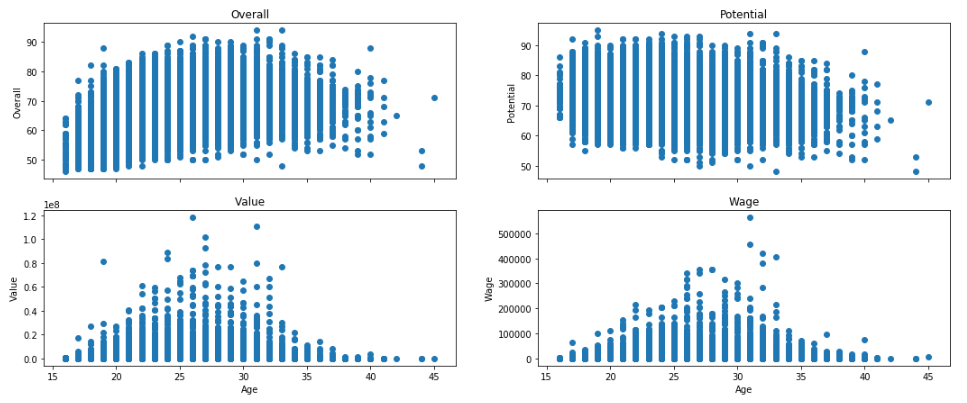 Overall
Overall
90
80
70
60
50
Potential
Potential
90
80
70
60
50
Value
1e8
Value
1.2
1.0
0.8
0.6
0.4
0.2
0.0
15 20 25 30 35 40 45
Age
Wage
Wage
500000
400000
300000
200000
100000
0
15 20 25 30 35 40 45
Age